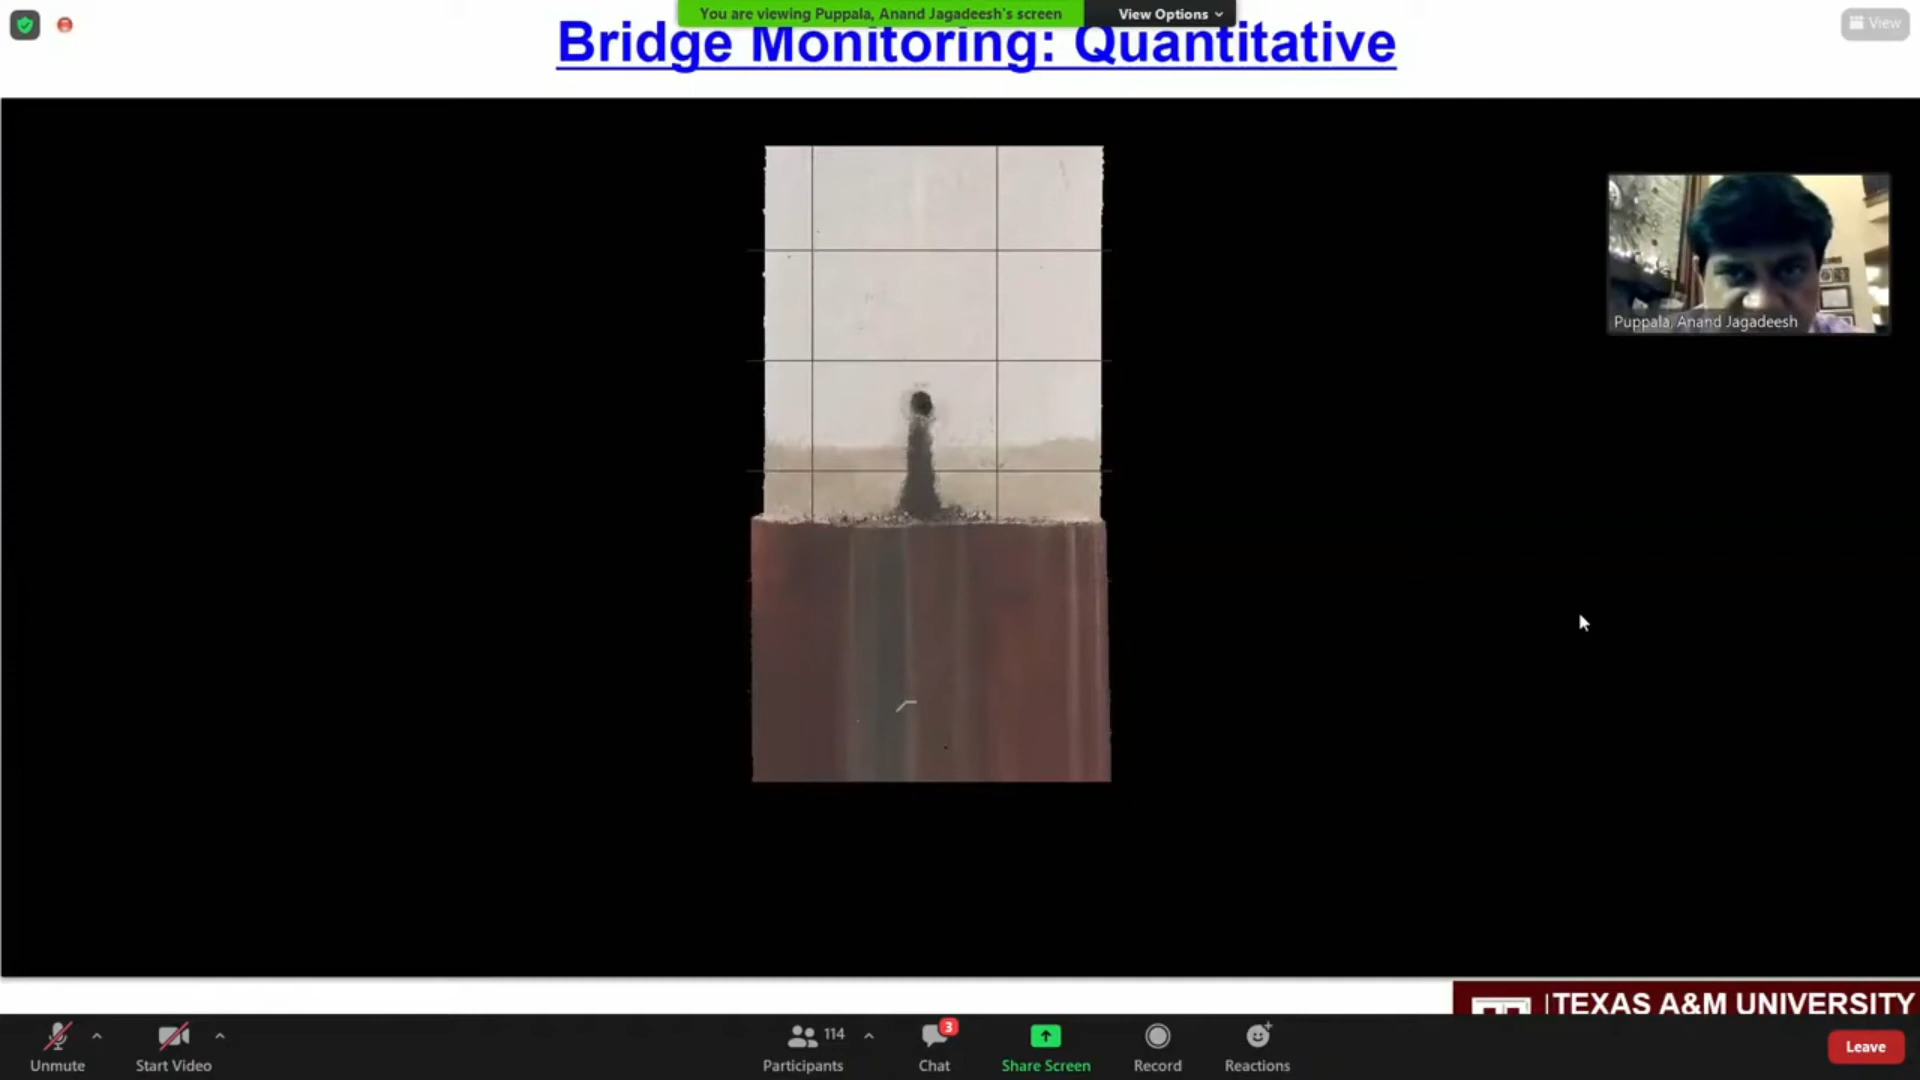 You are viewing Puppala, Anand Jagadeesh's screen
View Options
View
Bridge Monitoring: Quantitative
Puppala, Anand Jagadeesh
TEXAS A&M UNIVERSITY
114
3
Unmute
Start Video
Participants
Chat
Share Screen
Record
Reactions
Leave